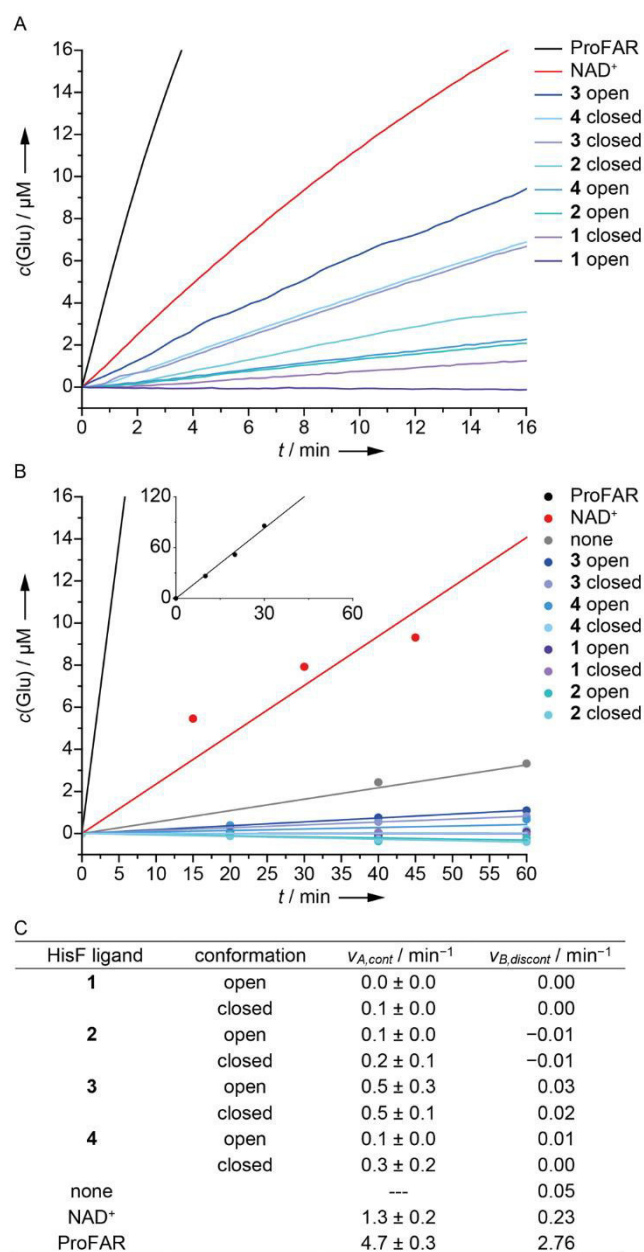 A
16
14
12
10
8
6
4
2
0
c(Glu) / µM
0 2 4 6 8 10 12 14 16
t / min
ProFAR
NAD⁺
3 open
4 closed
3 closed
2 closed
4 open
2 open
1 closed
1 open
B
16
14
12
10
8
6
4
2
0
c(Glu) / µM
120
60
0
0 30 60
0 5 10 15 20 25 30 35 40 45 50 55 60
t / min
ProFAR
NAD⁺
none
3 open
3 closed
4 open
4 closed
1 open
1 closed
2 open
2 closed
C
HisF ligand conformation vA,cont / min⁻¹ vB,discont / min⁻¹
1 open 0.0 ± 0.0 0.00
closed 0.1 ± 0.0 0.00
2 open 0.1 ± 0.0 −0.01
closed 0.2 ± 0.1 −0.01
3 open 0.5 ± 0.3 0.03
closed 0.5 ± 0.1 0.02
4 open 0.1 ± 0.0 0.01
closed 0.3 ± 0.2 0.00
none --- 0.05
NAD⁺ 1.3 ± 0.2 0.23
ProFAR 4.7 ± 0.3 2.76